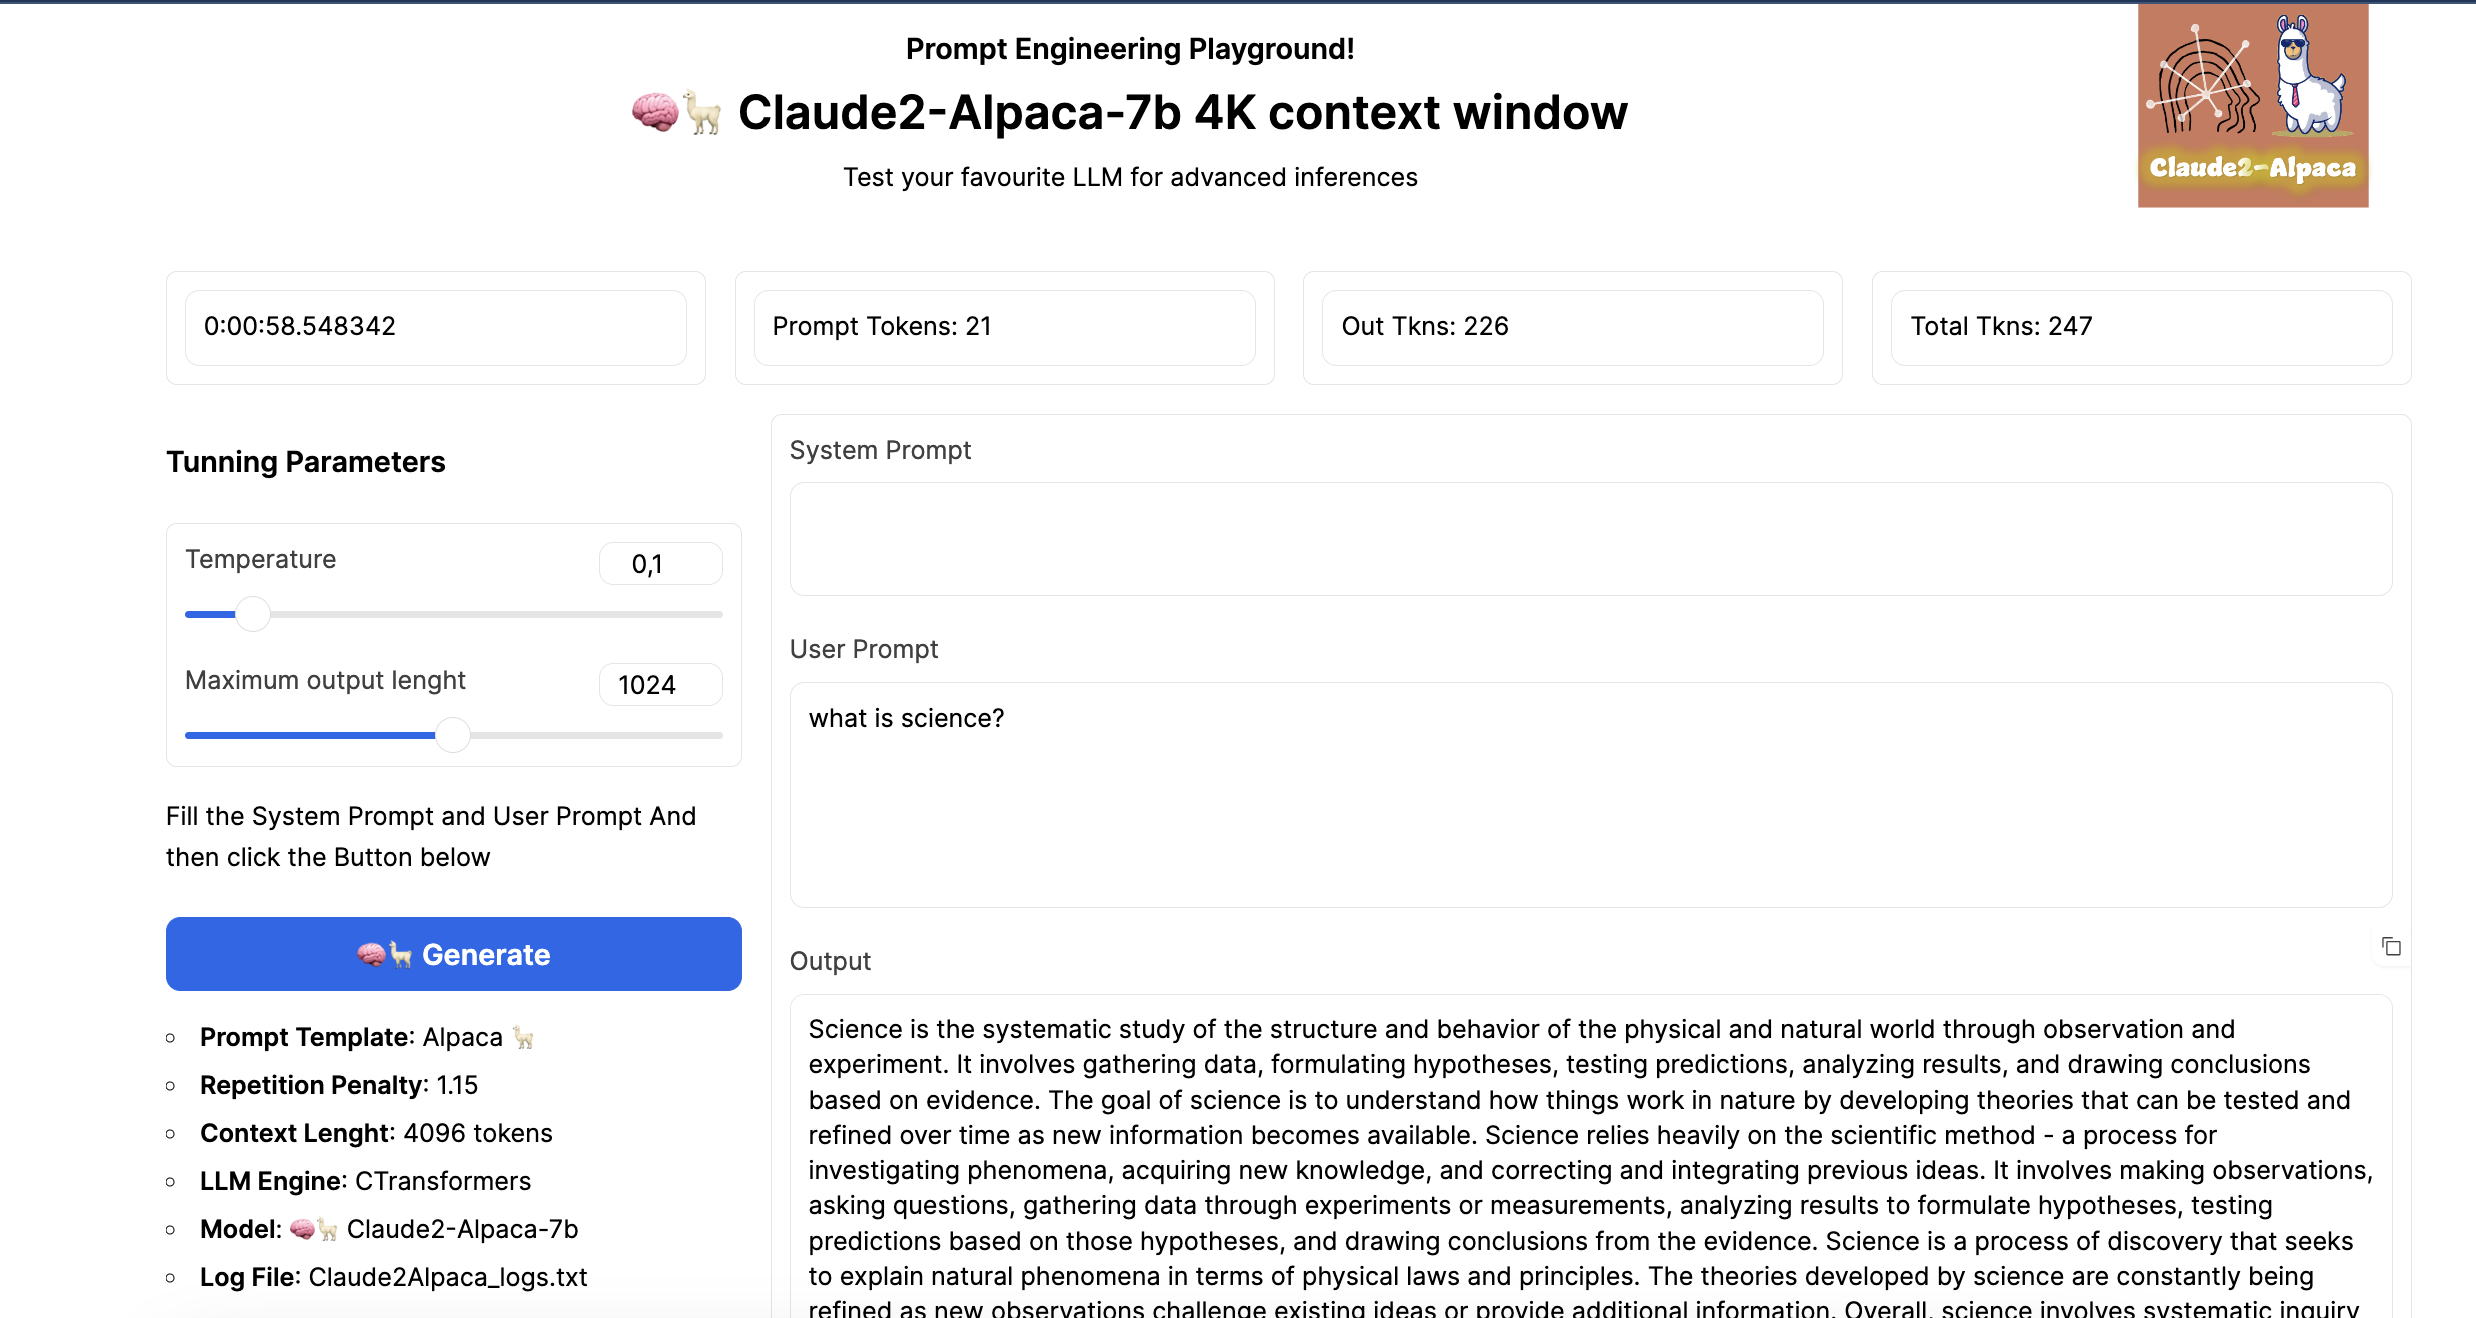 Prompt Engineering Playground!
🧠🦙 Claude2-Alpaca-7b 4K context window
Test your favourite LLM for advanced inferences
Claude2-Alpaca
0:00:58.548342
Prompt Tokens: 21
Out Tkns: 226
Total Tkns: 247
Tunning Parameters
Temperature
0,1
Maximum output lenght
1024
Fill the System Prompt and User Prompt And
then click the Button below
🧠🦙 Generate
Prompt Template: Alpaca 🦙
Repetition Penalty: 1.15
Context Lenght: 4096 tokens
LLM Engine: CTransformers
Model: 🧠🦙 Claude2-Alpaca-7b
Log File: Claude2Alpaca_logs.txt
System Prompt
User Prompt
what is science?
Output
Science is the systematic study of the structure and behavior of the physical and natural world through observation and
experiment. It involves gathering data, formulating hypotheses, testing predictions, analyzing results, and drawing conclusions
based on evidence. The goal of science is to understand how things work in nature by developing theories that can be tested and
refined over time as new information becomes available. Science relies heavily on the scientific method - a process for
investigating phenomena, acquiring new knowledge, and correcting and integrating previous ideas. It involves making observations,
asking questions, gathering data through experiments or measurements, analyzing results to formulate hypotheses, testing
predictions based on those hypotheses, and drawing conclusions from the evidence. Science is a process of discovery that seeks
to explain natural phenomena in terms of physical laws and principles. The theories developed by science are constantly being
refined as new observations challenge existing ideas or provide additional information. Overall, science involves systematic inquiry